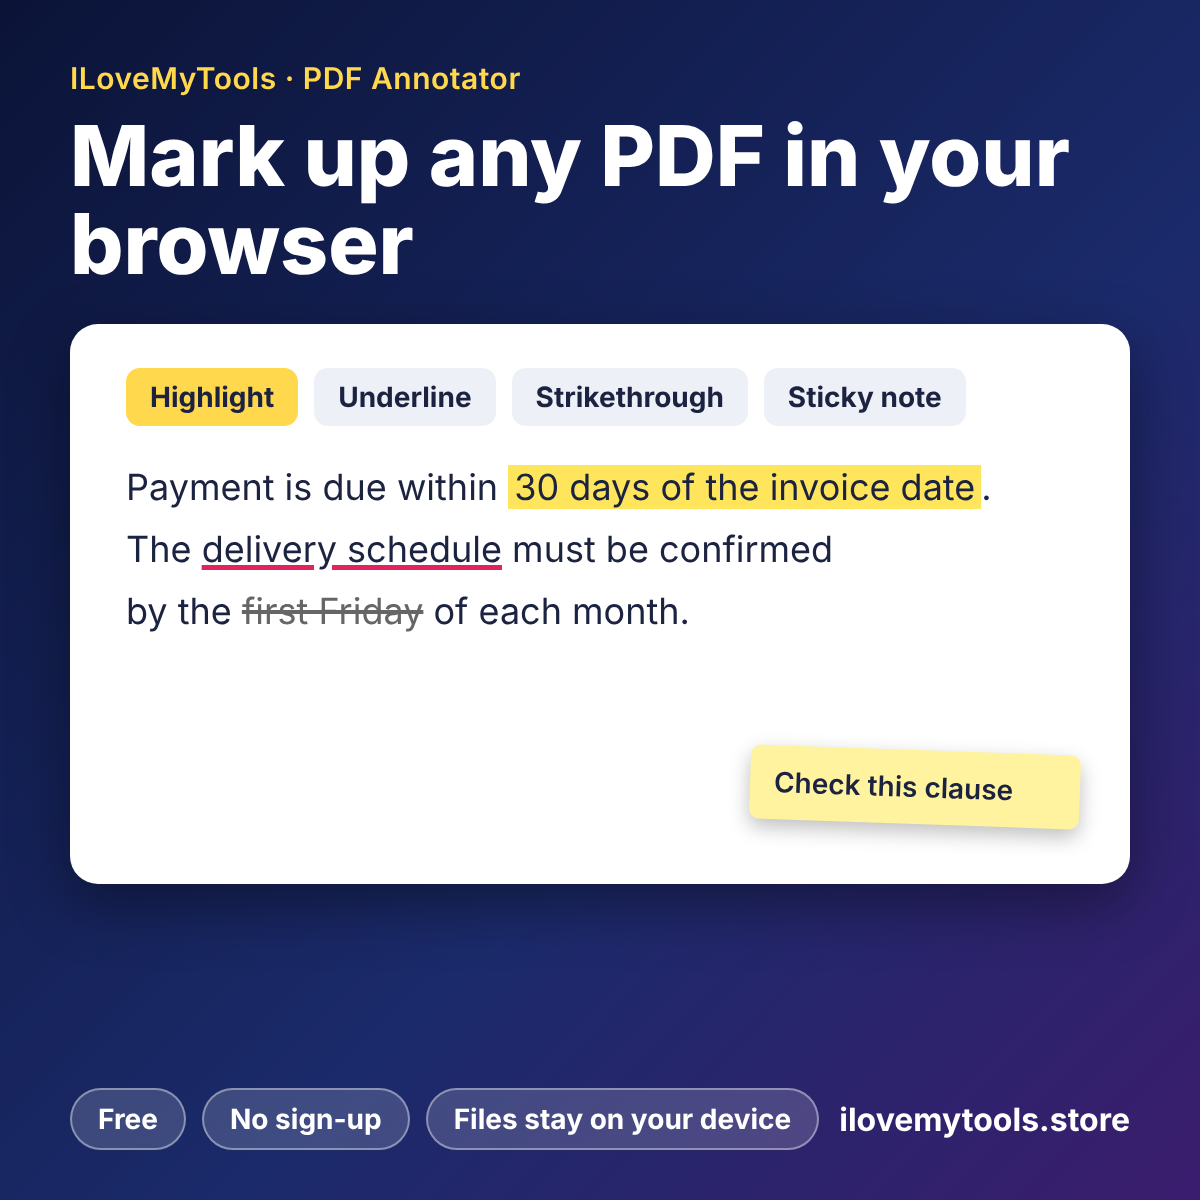 ILoveMyTools · PDF Annotator
Mark up any PDF in your
browser
Highlight
Underline
Strikethrough
Sticky note
Payment is due within 30 days of the invoice date.
The delivery schedule must be confirmed
by the first Friday of each month.
Check this clause
Free
No sign-up
Files stay on your device
ilovemytools.store